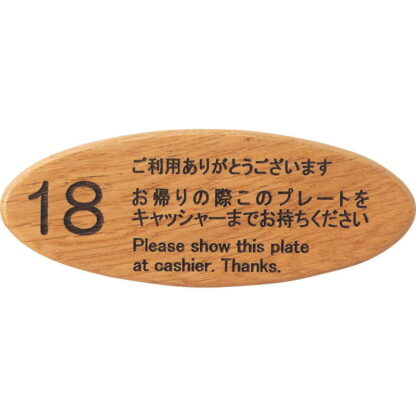 18
ご利用ありがとうございます
お帰りの際このプレートを
キャッシャーまでお持ちください
Please show this plate
at cashier. Thanks.